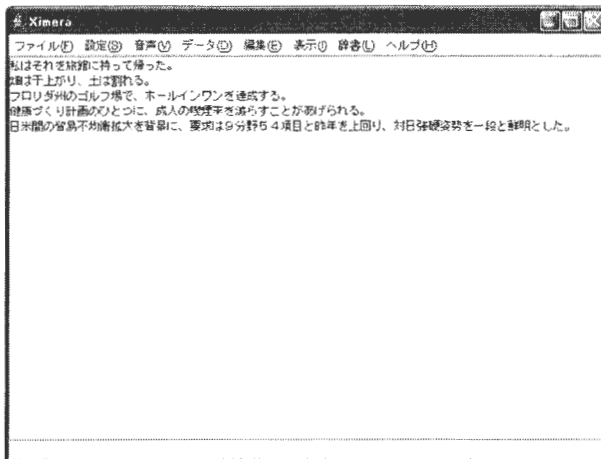 Ximera
ファイル(F) 設定(S) 音声(V) データ(D) 編集(E) 表示(I) 辞書(L) ヘルプ(H)
私はそれを旅館に持って帰った。
畑は干上がり、土は割れる。
フロリダ州のゴルフ場で、ホールインワンを達成する。
健康づくり計画のひとつに、成人の喫煙率を減らすことがあげられる。
日米間の貿易不均衡拡大を背景に、要求は9分野54項目と昨年を上回り、対日強硬姿勢を一段と鮮明とした。